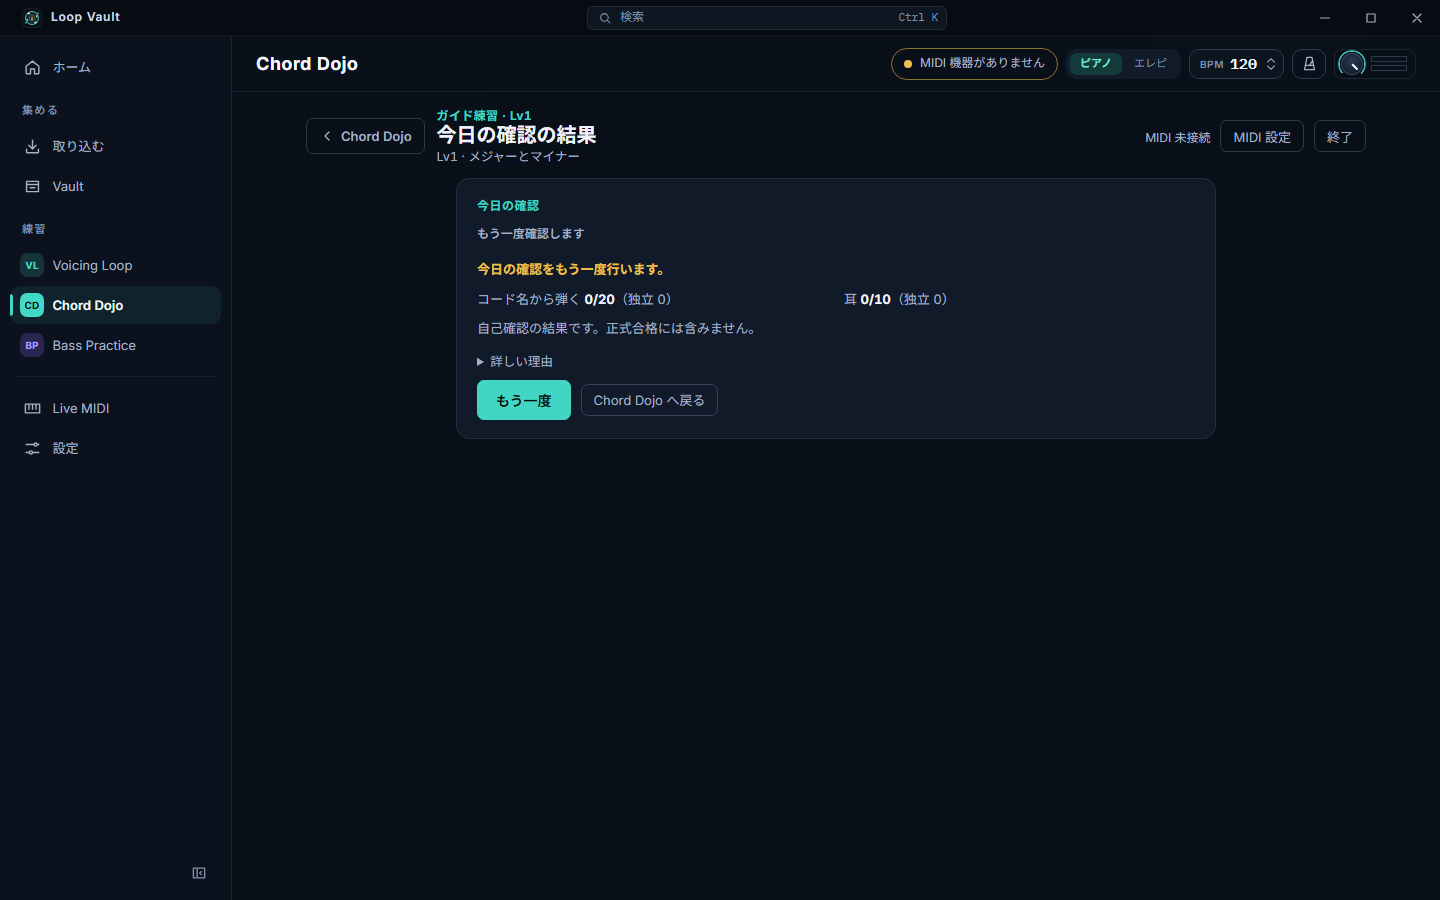 Loop Vault
検索
Ctrl K
ホーム
集める
取り込む
Vault
練習
VL Voicing Loop
CD Chord Dojo
BP Bass Practice
Live MIDI
設定
Chord Dojo
MIDI 機器がありません
ピアノ
エレピ
BPM 120
Chord Dojo
ガイド練習 · Lv1
今日の確認の結果
Lv1 · メジャーとマイナー
MIDI 未接続
MIDI 設定
終了
今日の確認
もう一度確認します
今日の確認をもう一度行います。
コード名から弾く 0/20（独立 0）
耳 0/10（独立 0）
自己確認の結果です。正式合格には含みません。
詳しい理由
もう一度
Chord Dojo へ戻る